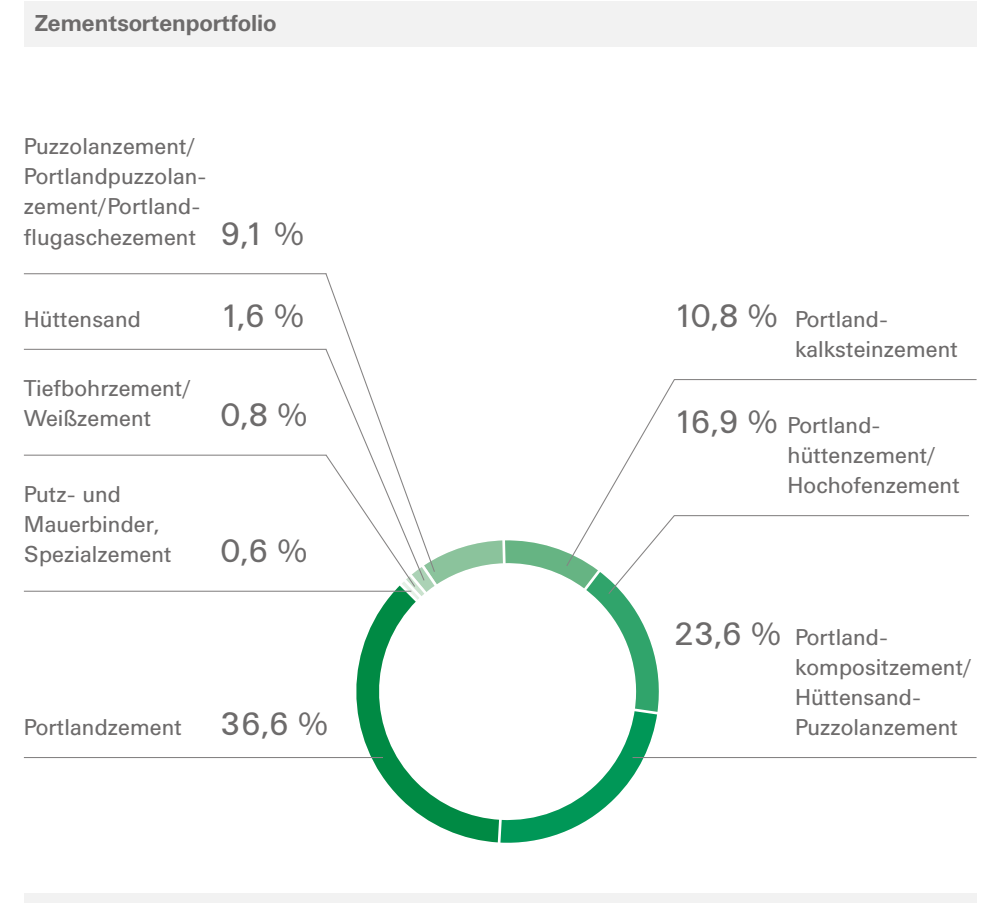 Zementsortenportfolio
Puzzolanzement/
Portlandpuzzolan-
zement/Portland-
flugaschezement 9,1 %
Hüttensand 1,6 %
Tiefbohrzement/
Weißzement 0,8 %
Putz- und
Mauerbinder,
Spezialzement 0,6 %
Portlandzement 36,6 %
10,8 % Portland-
kalksteinzement
16,9 % Portland-
hüttenzement/
Hochofenzement
23,6 % Portland-
kompositzement/
Hüttensand-
Puzzolanzement